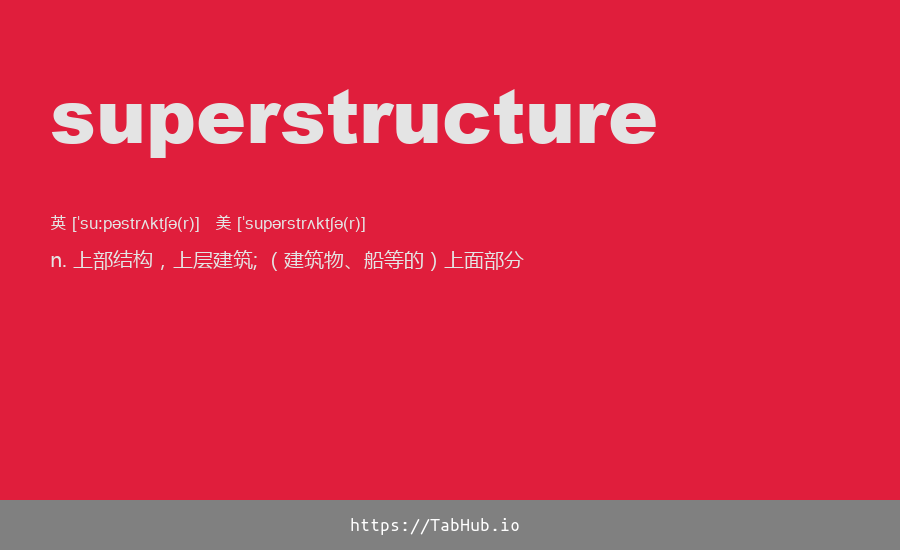 superstructure
英 [ˈsuːpəstrʌktʃə(r)] 美 [ˈsupərstrʌktʃə(r)]
n. 上部结构，上层建筑; （建筑物、船等的）上面部分
https://TabHub.io